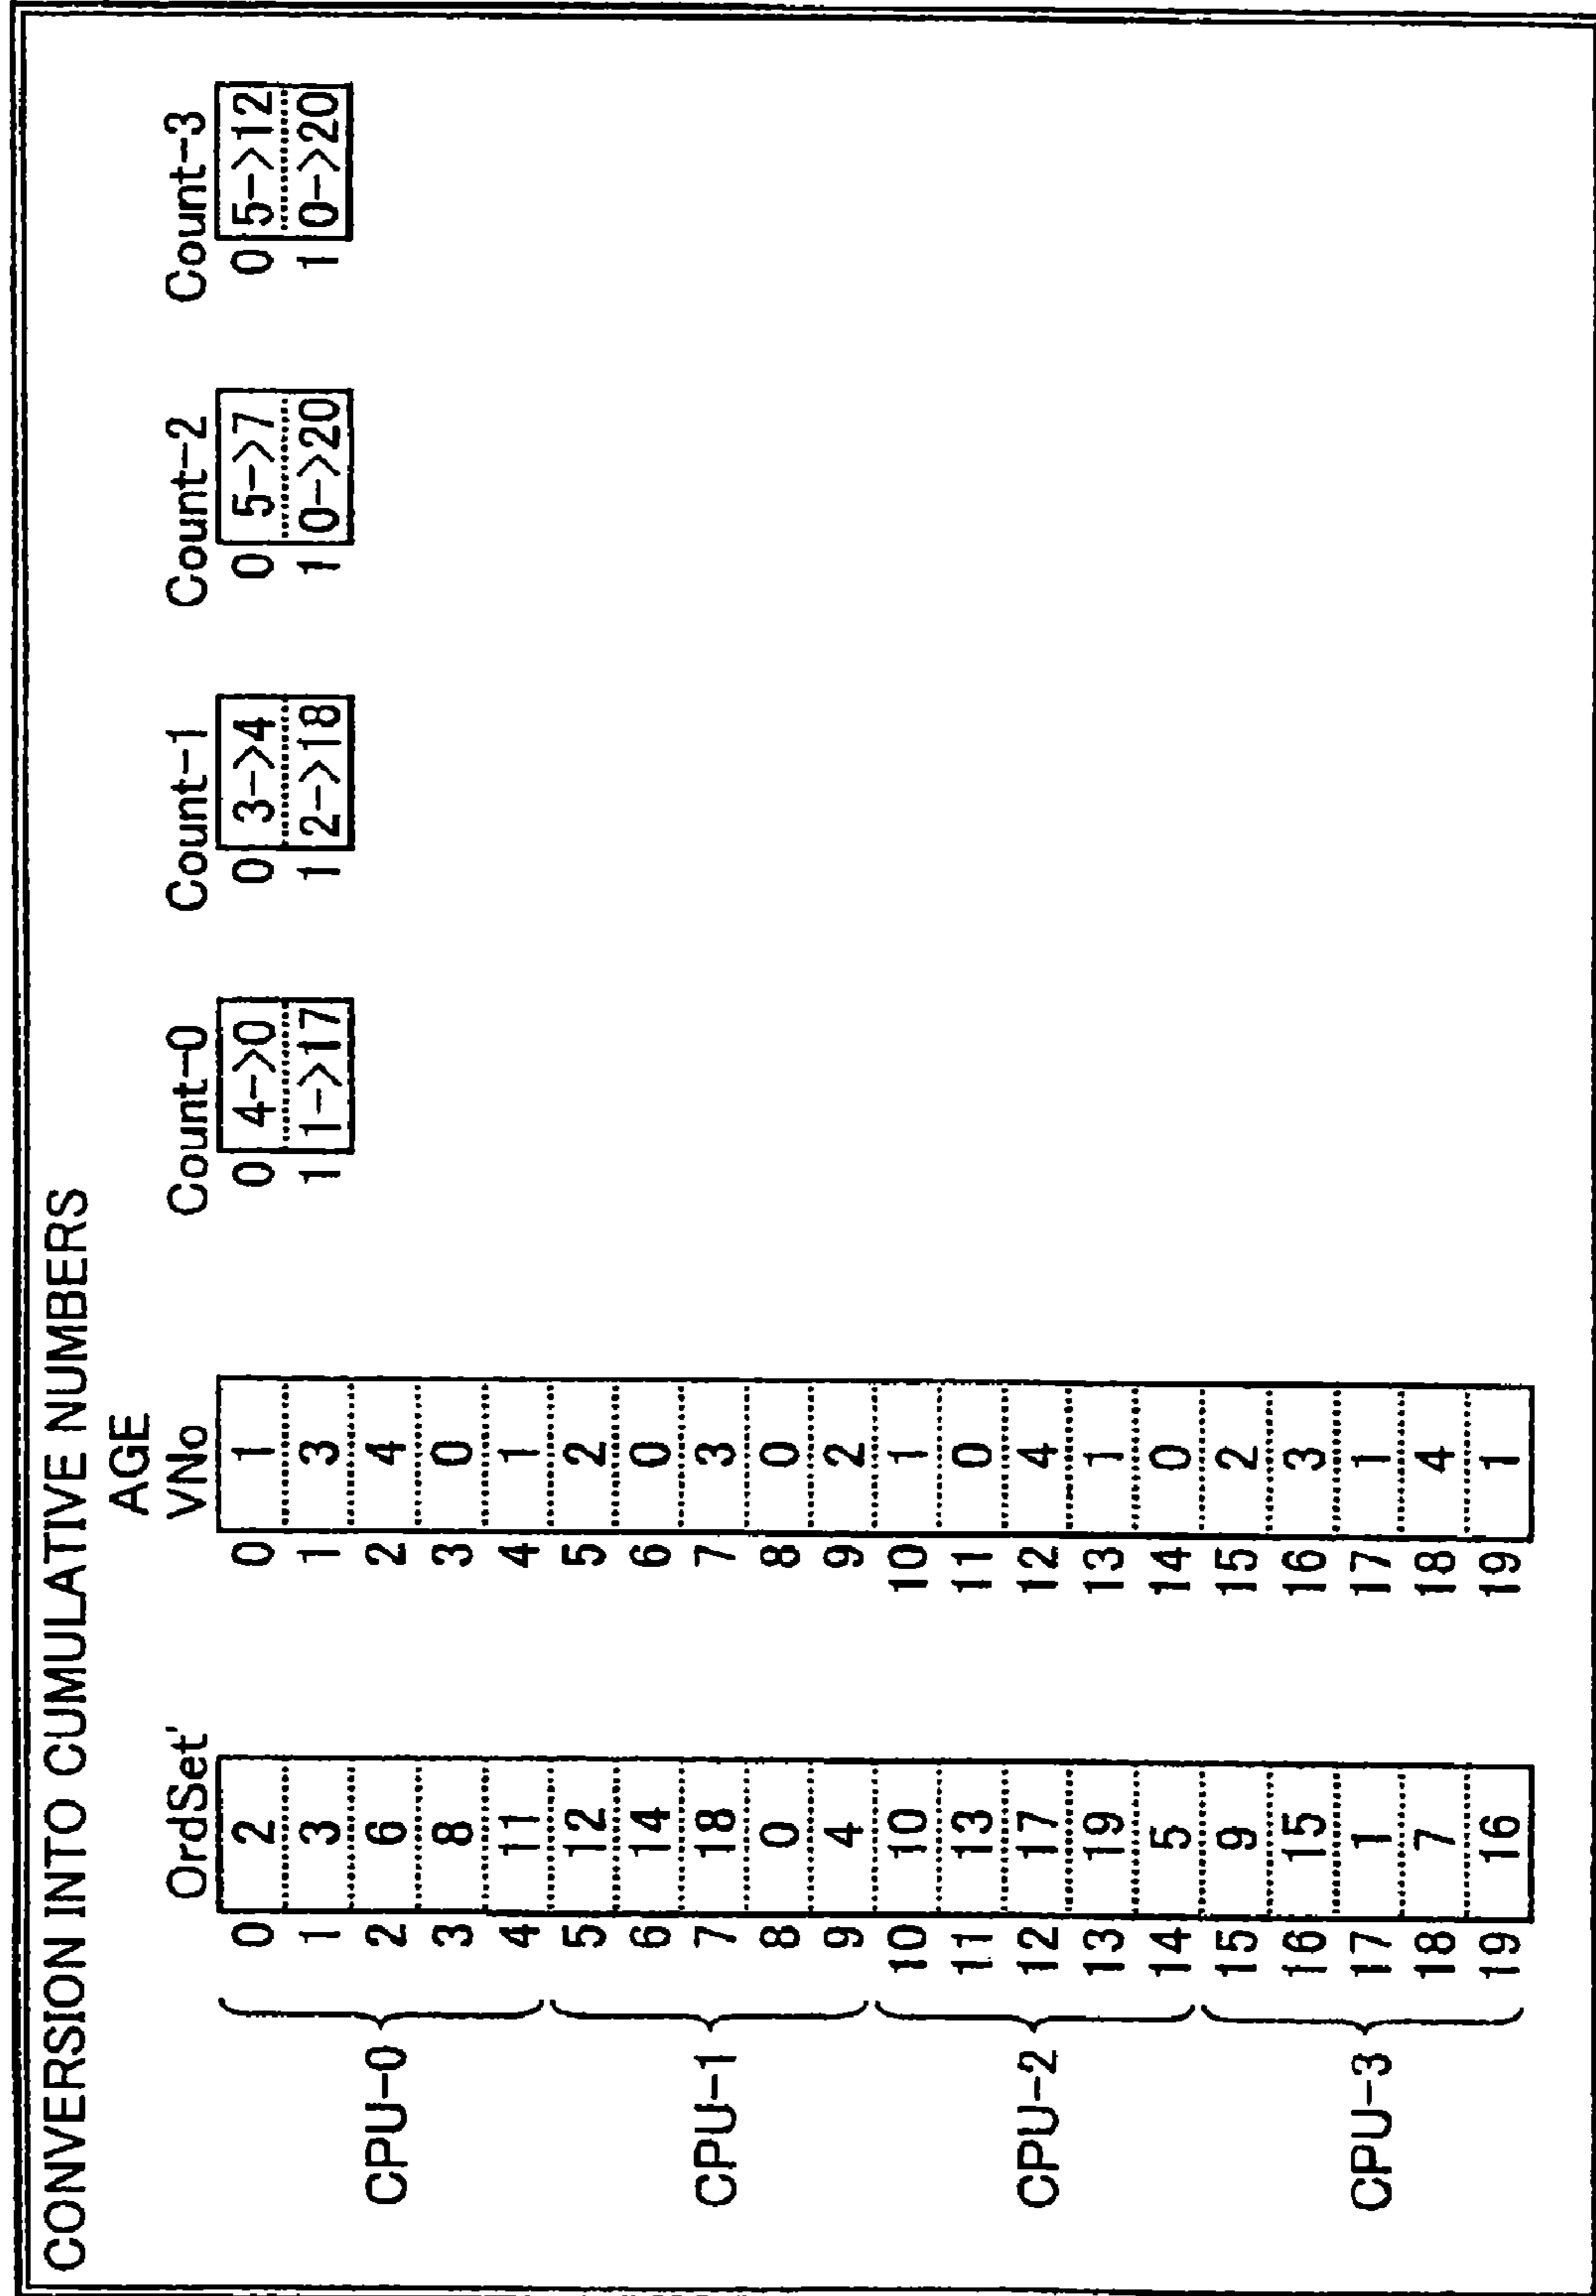 CONVERSION INTO CUMULATIVE NUMBERS
AGE
OrdSet' VNo Count-0 Count-1 Count-2 Count-3
CPU-0 0 2 0 1 0 4->0 0 3->4 0 5->7 0 5->12
1 3 1 3 1 1->17 1 2->18 1 0->20 1 0->20
2 6 2 4
3 8 3 0
4 11 4 1
CPU-1 5 12 5 2
6 14 6 0
7 18 7 3
8 0 8 0
9 4 9 2
CPU-2 10 10 10 1
11 13 11 0
12 17 12 4
13 19 13 1
14 5 14 0
CPU-3 15 9 15 2
16 15 16 3
17 1 17 1
18 7 18 4
19 16 19 1